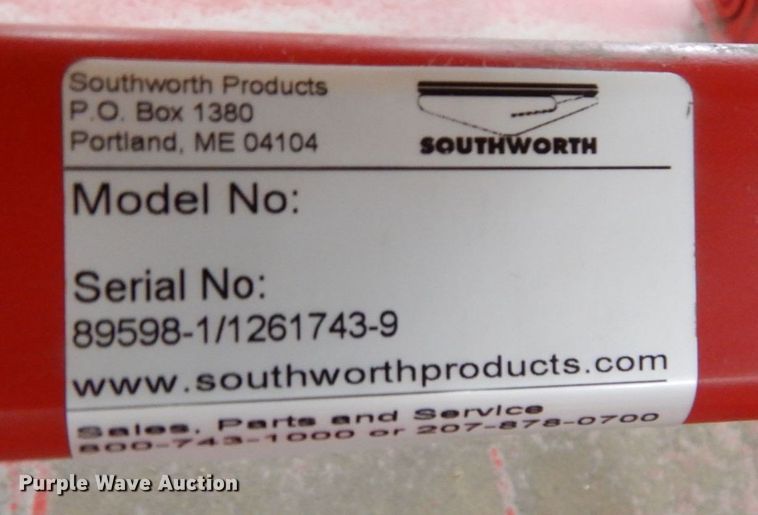 Southworth Products
P.O. Box 1380
Portland, ME 04104
SOUTHWORTH
Model No:
Serial No:
89598-1/1261743-9
www.southworthproducts.com
Sales, Parts and Service
800-743-1000 or 207-878-0700
Purple Wave Auction